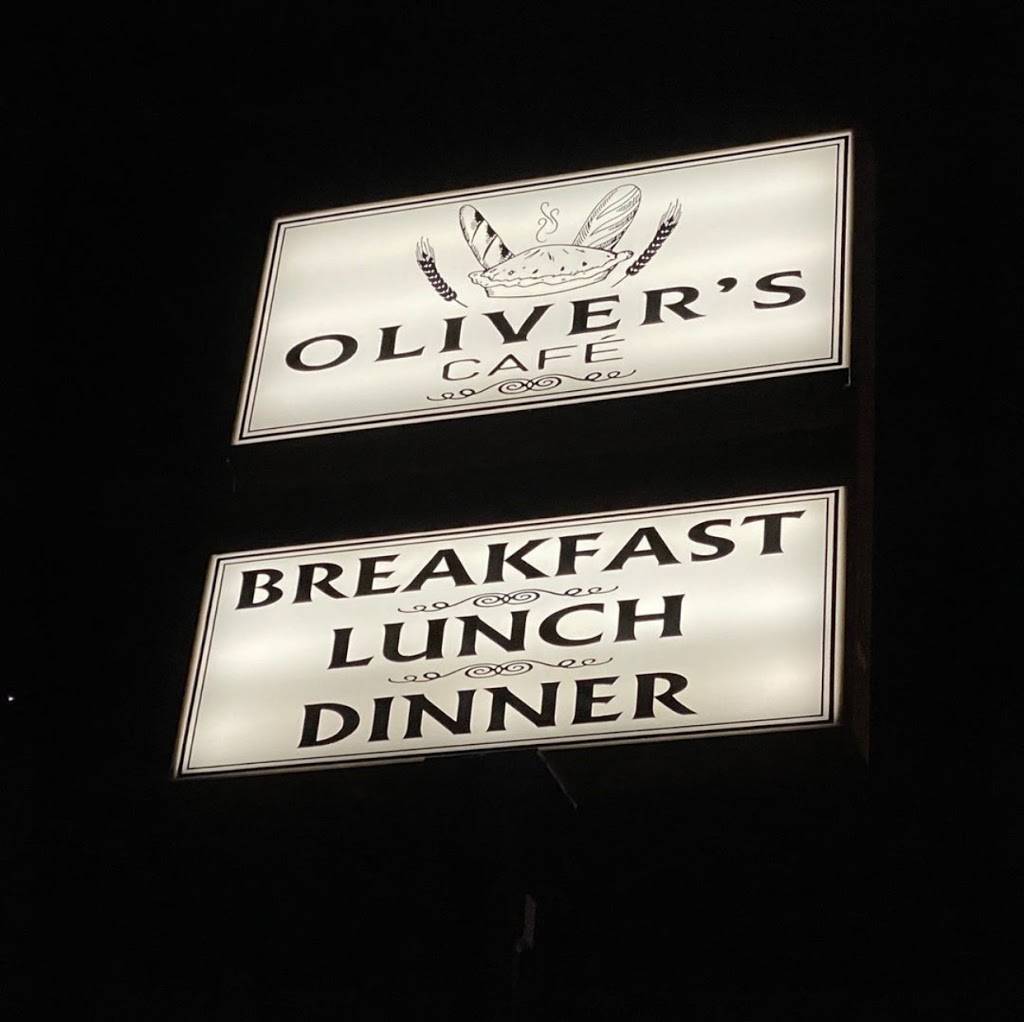 OLIVER'S
CAFÉ
BREAKFAST
LUNCH
DINNER